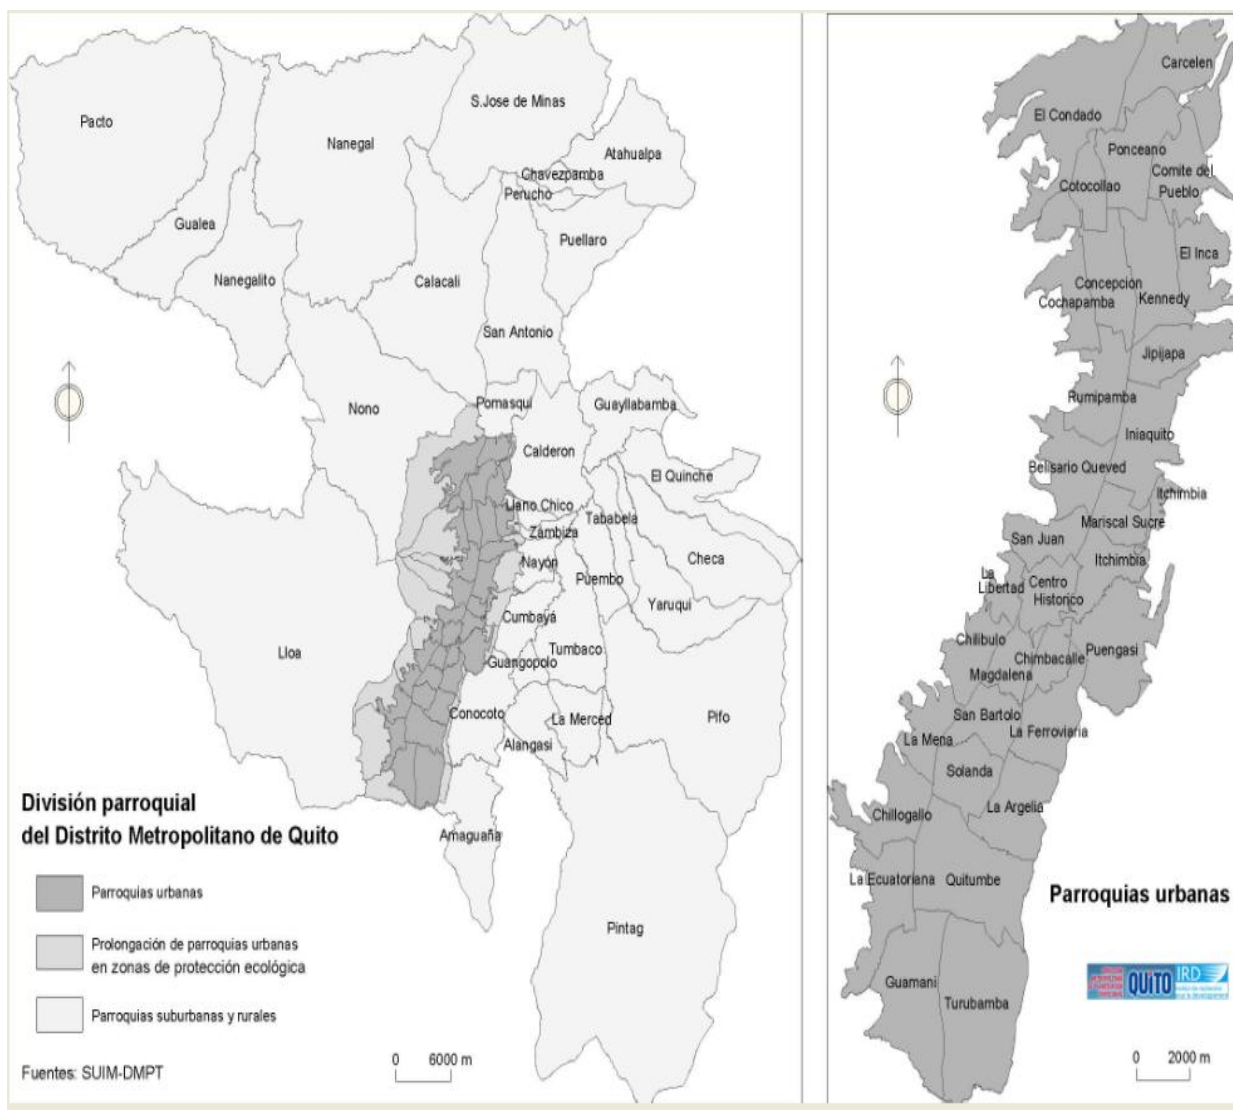 Pacto
S.Jose de Minas
Nanegal
Atahualpa
Chavezpamba
Perucho
Gualea
Puellaro
Nanegalito
Calacali
San Antonio
Nono
Pomasqui
Guayllabamba
Calderon
El Quinche
Llano Chico
Tababela
Zámbiza
Checa
Nayón
Puembo
Yaruqui
Cumbayá
Lloa
Tumbaco
Guangopolo
Conocoto
La Merced
Pifo
Alangasi
Amaguaña
Pintag
División parroquial
del Distrito Metropolitano de Quito
Parroquias urbanas
Prolongación de parroquias urbanas
en zonas de protección ecológica
Parroquias suburbanas y rurales
Fuentes: SUIM-DMPT
0 6000 m
Carcelen
El Condado
Ponceano
Comite del
Pueblo
Cotocollao
El Inca
Concepción
Cochapamba
Kennedy
Jipijapa
Rumipamba
Iniaquito
Belisario Queved
Itchimbia
Mariscal Sucre
San Juan
Itchimbia
La
Libertad
Centro
Historico
Chilibulo
Chimbacalle
Puengasi
Magdalena
San Bartolo
La Ferroviaria
La Mena
Solanda
La Argelia
Chillogallo
La Ecuatoriana
Quitumbe
Parroquias urbanas
Guamani
Turubamba
QUITO
IRD
0 2000 m